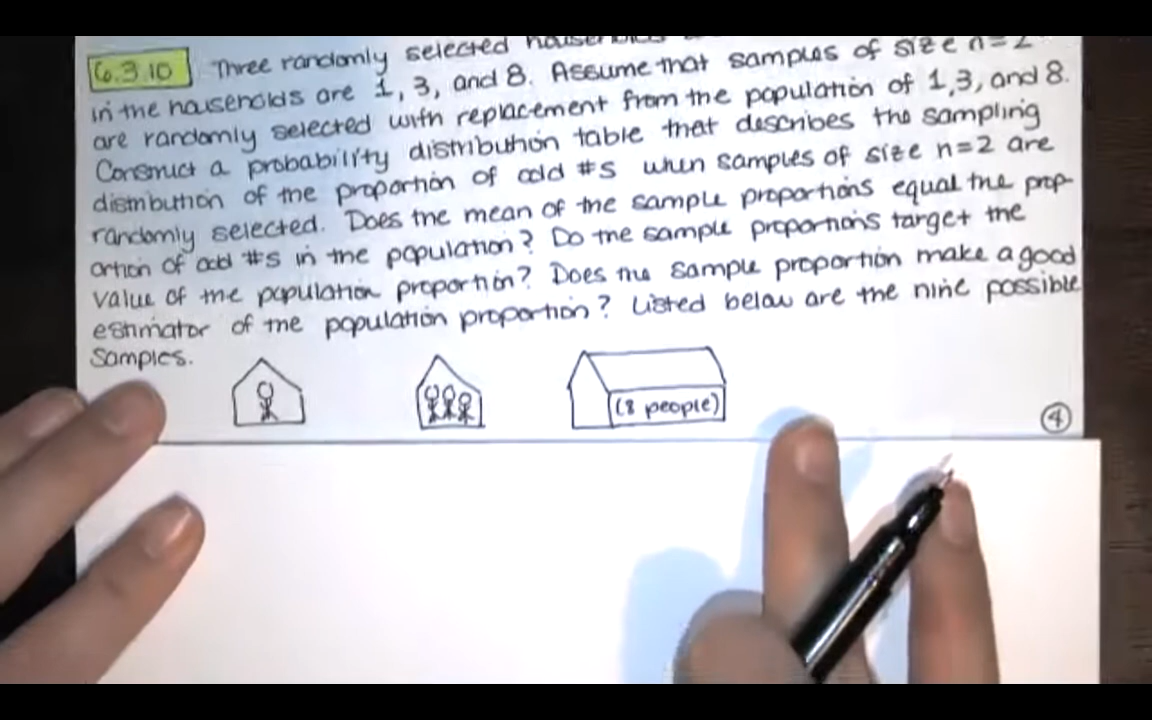 6.3.10 Three randomly selected households
in the households are 1, 3, and 8. Assume that samples of size n=2
are randomly selected with replacement from the population of 1,3, and 8.
Construct a probability distribution table that describes the sampling
distribution of the proportion of odd #s when samples of size n=2 are
randomly selected. Does the mean of the sample proportions equal the prop-
ortion of odd #s in the population? Do the sample proportions target the
value of the population proportion? Does the sample proportion make a good
estimator of the population proportion? Listed below are the nine possible
samples.
(8 people)
4